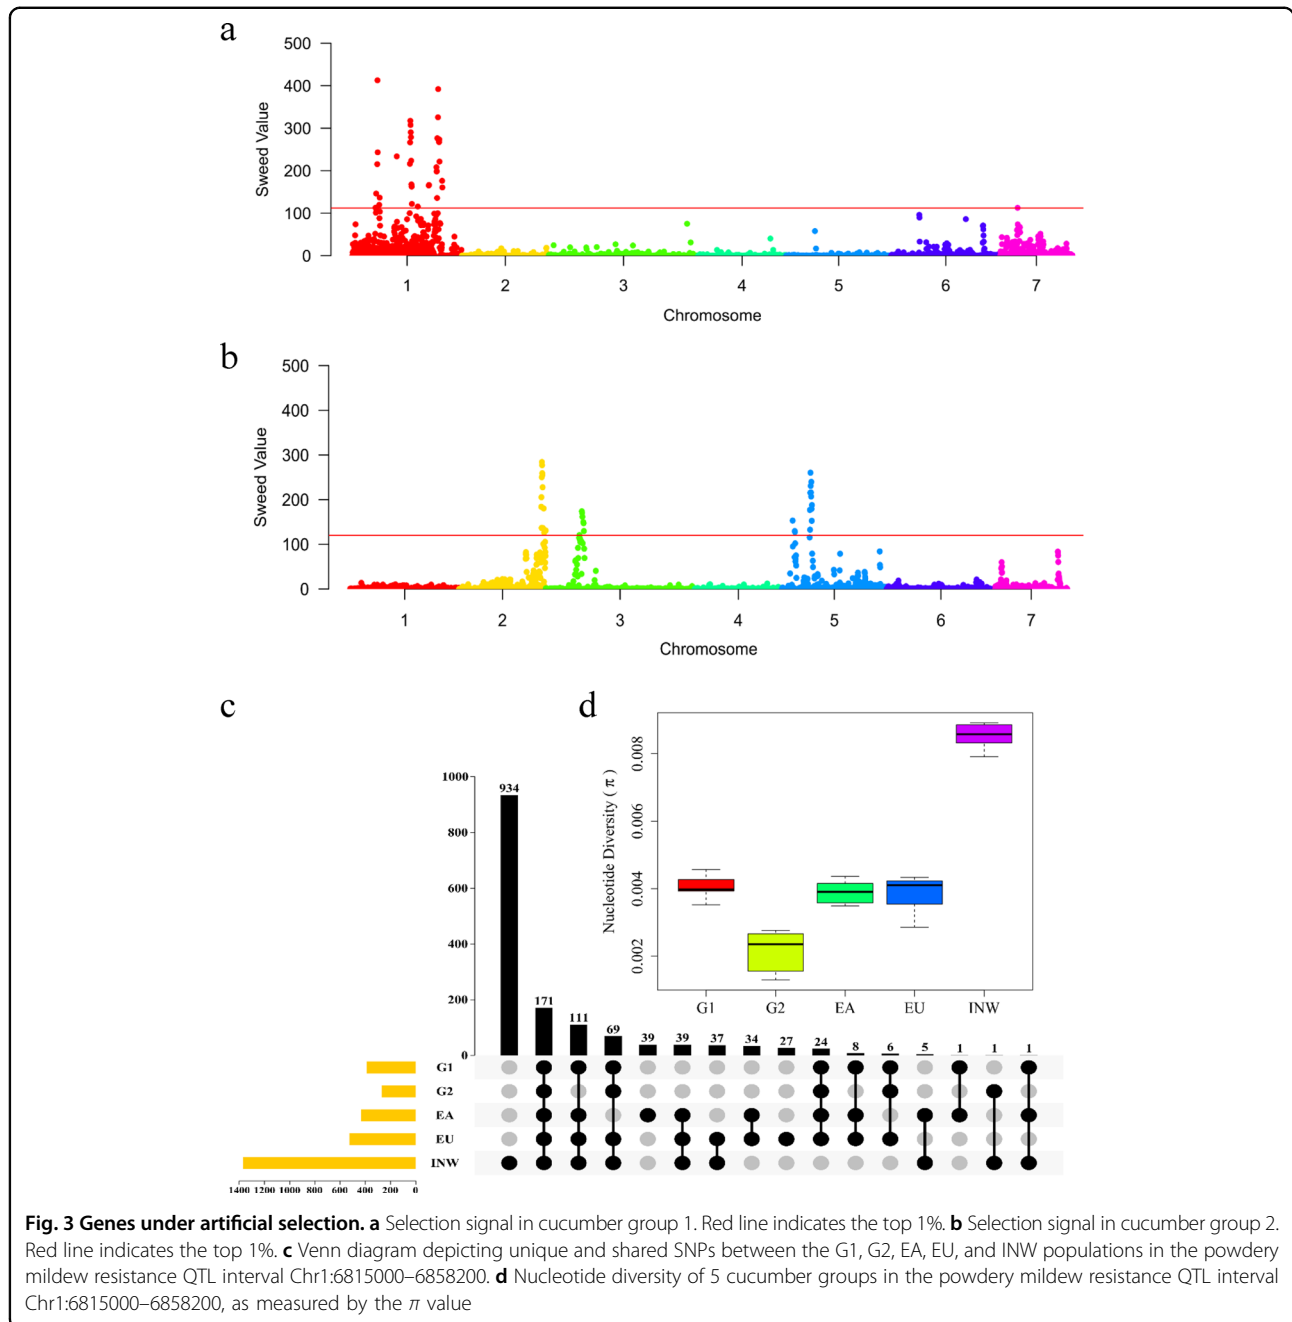 a
500
400
300
200
100
0
Sweed Value
1 2 3 4 5 6 7
Chromosome
b
500
400
300
200
100
0
Sweed Value
1 2 3 4 5 6 7
Chromosome
c
1000
800
600
400
200
0
934 171 111 69 39 39 37 34 27 24 8 6 5 1 1 1
G1
G2
EA
EU
INW
1400 1200 1000 800 600 400 200 0
d
Nucleotide Diversity ( π )
0.008
0.006
0.004
0.002
G1 G2 EA EU INW
Fig. 3 Genes under artificial selection. a Selection signal in cucumber group 1. Red line indicates the top 1%. b Selection signal in cucumber group 2.
Red line indicates the top 1%. c Venn diagram depicting unique and shared SNPs between the G1, G2, EA, EU, and INW populations in the powdery
mildew resistance QTL interval Chr1:6815000–6858200. d Nucleotide diversity of 5 cucumber groups in the powdery mildew resistance QTL interval
Chr1:6815000–6858200, as measured by the π value